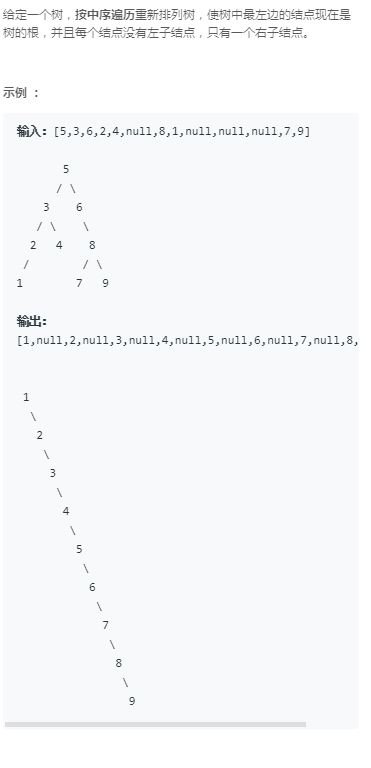 给定一个树，按中序遍历重新排列树，使树中最左边的结点现在是
树的根，并且每个结点没有左子结点，只有一个右子结点。
示例 ：
输入：[5,3,6,2,4,null,8,1,null,null,null,7,9]
5
/ \
3 6
/ \ \
2 4 8
/ / \
1 7 9
输出：
[1,null,2,null,3,null,4,null,5,null,6,null,7,null,8,
1
\
2
\
3
\
4
\
5
\
6
\
7
\
8
\
9